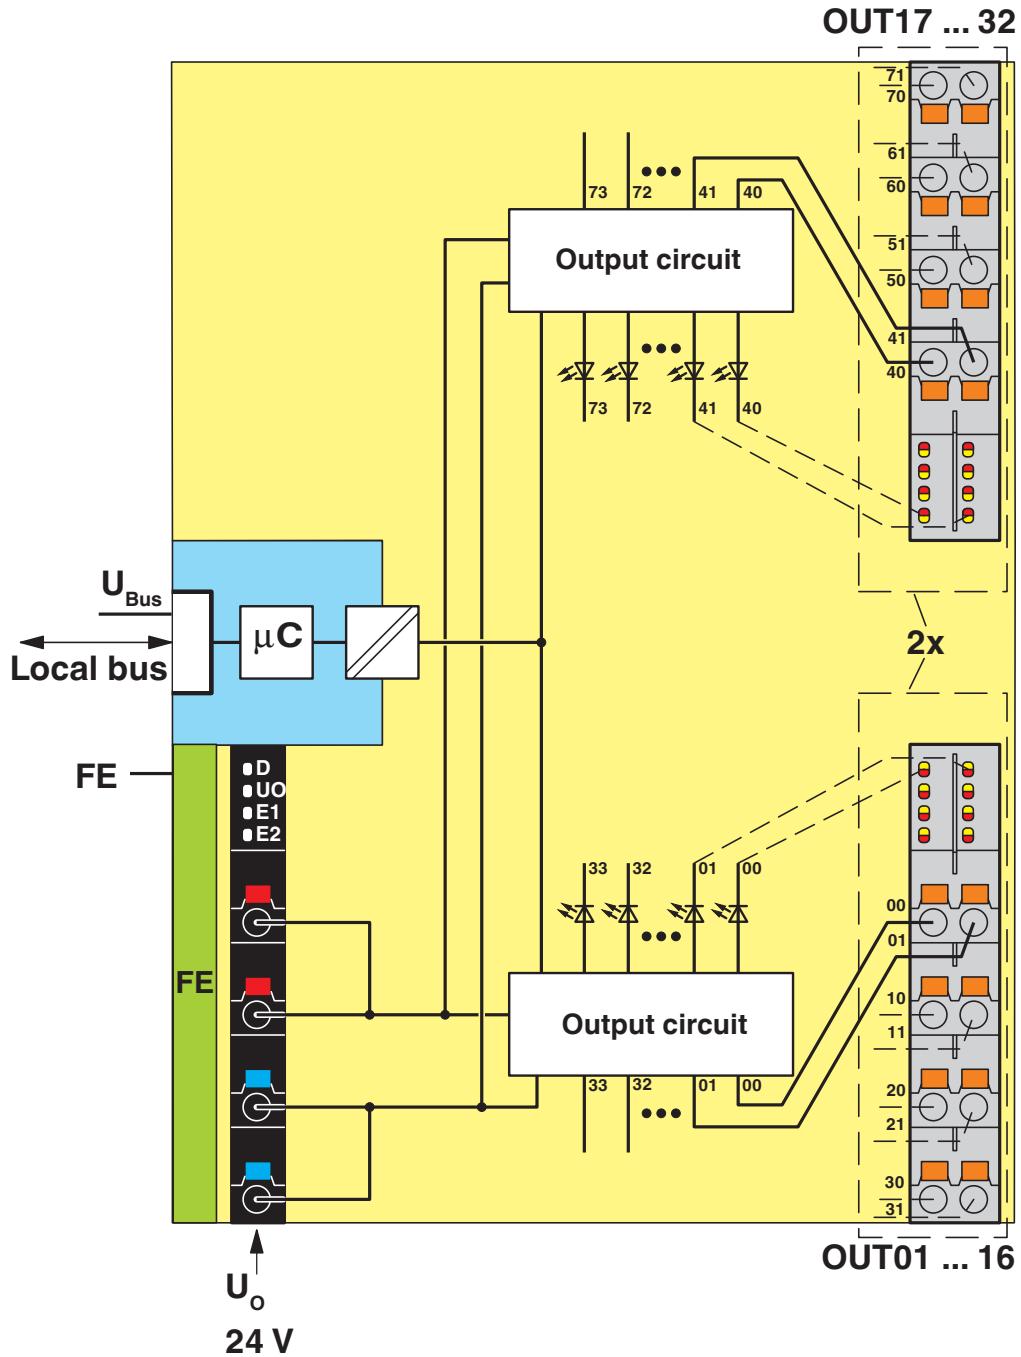 OUT17 ... 32
71
70
61
60
51
50
41
40
73 72 41 40
Output circuit
73 72 41 40
U Bus
µC
Local bus
2x
FE
D
UO
E1
E2
FE
33 32 01 00
Output circuit
33 32 01 00
00
01
10
11
20
21
30
31
OUT01 ... 16
UO
24 V